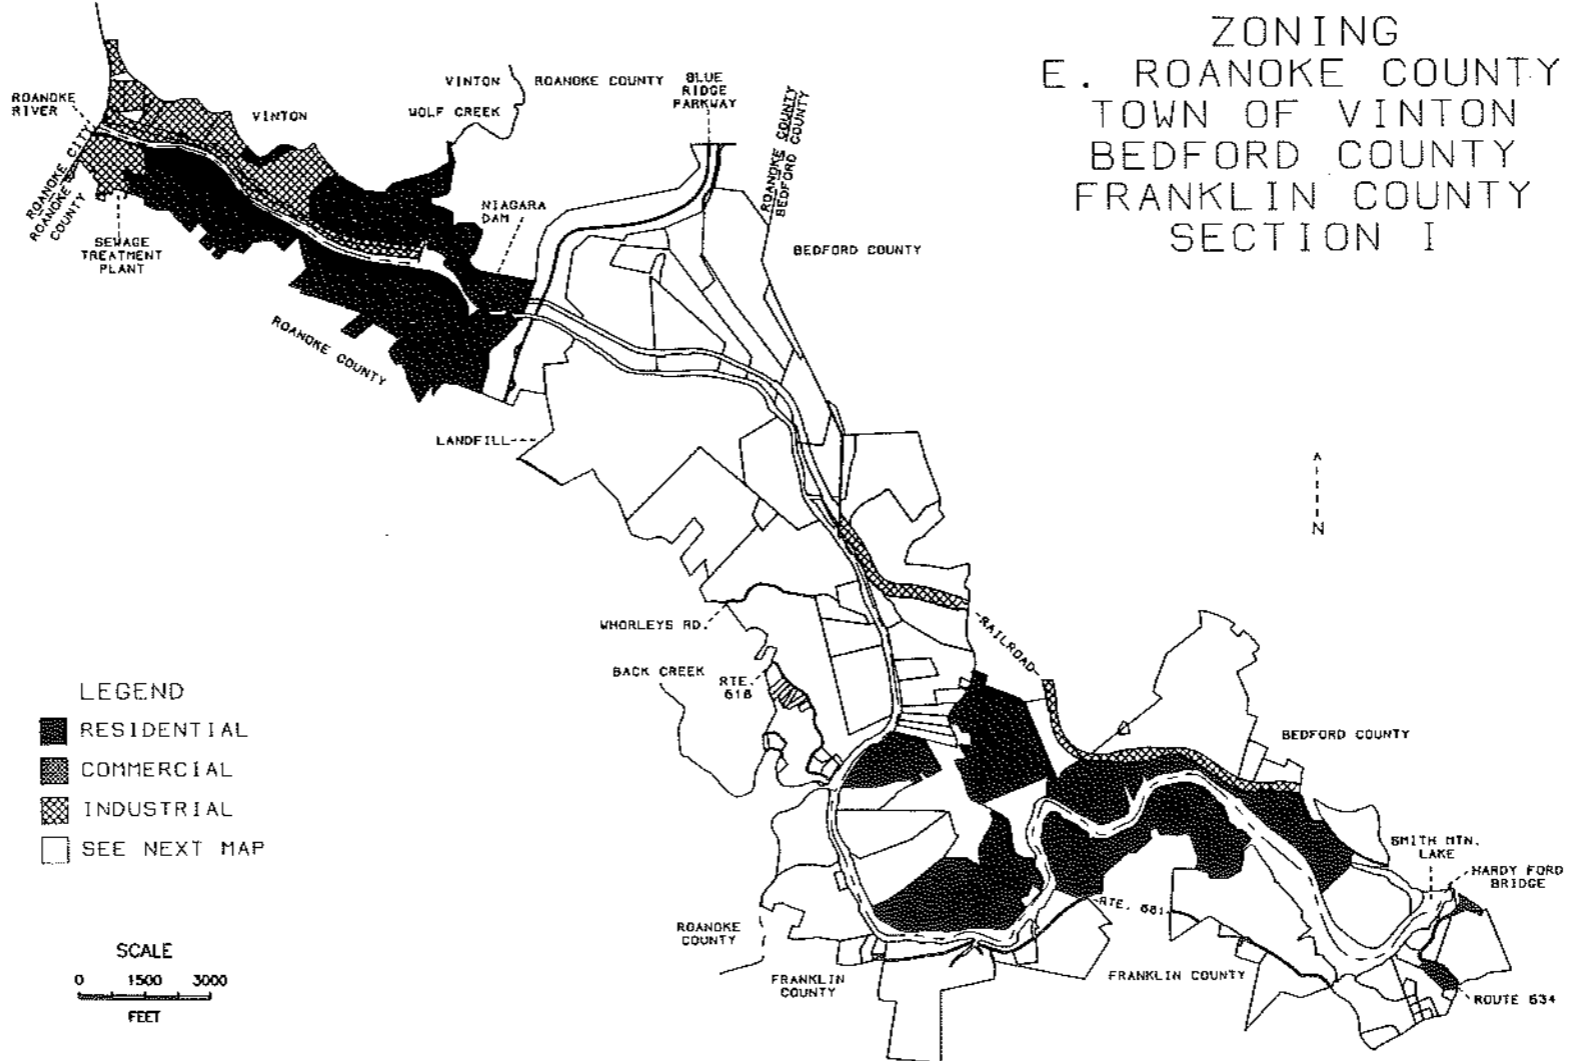 ZONING
E. ROANOKE COUNTY
TOWN OF VINTON
BEDFORD COUNTY
FRANKLIN COUNTY
SECTION I
ROANOKE
RIVER
VINTON
VINTON
ROANOKE COUNTY
WOLF CREEK
BLUE
RIDGE
PARKWAY
ROANOKE COUNTY
BEDFORD COUNTY
ROANOKE CITY
ROANOKE
COUNTY
SEWAGE
TREATMENT
PLANT
NIAGARA
DAM
BEDFORD COUNTY
ROANOKE COUNTY
LANDFILL
N
WHORLEYS RD.
BACK CREEK
RTE.
618
RAILROAD
BEDFORD COUNTY
LEGEND
RESIDENTIAL
COMMERCIAL
INDUSTRIAL
SEE NEXT MAP
SMITH MTN.
LAKE
HARDY FORD
BRIDGE
RTE. 681
ROANOKE
COUNTY
FRANKLIN
COUNTY
FRANKLIN COUNTY
ROUTE 634
SCALE
0 1500 3000
FEET